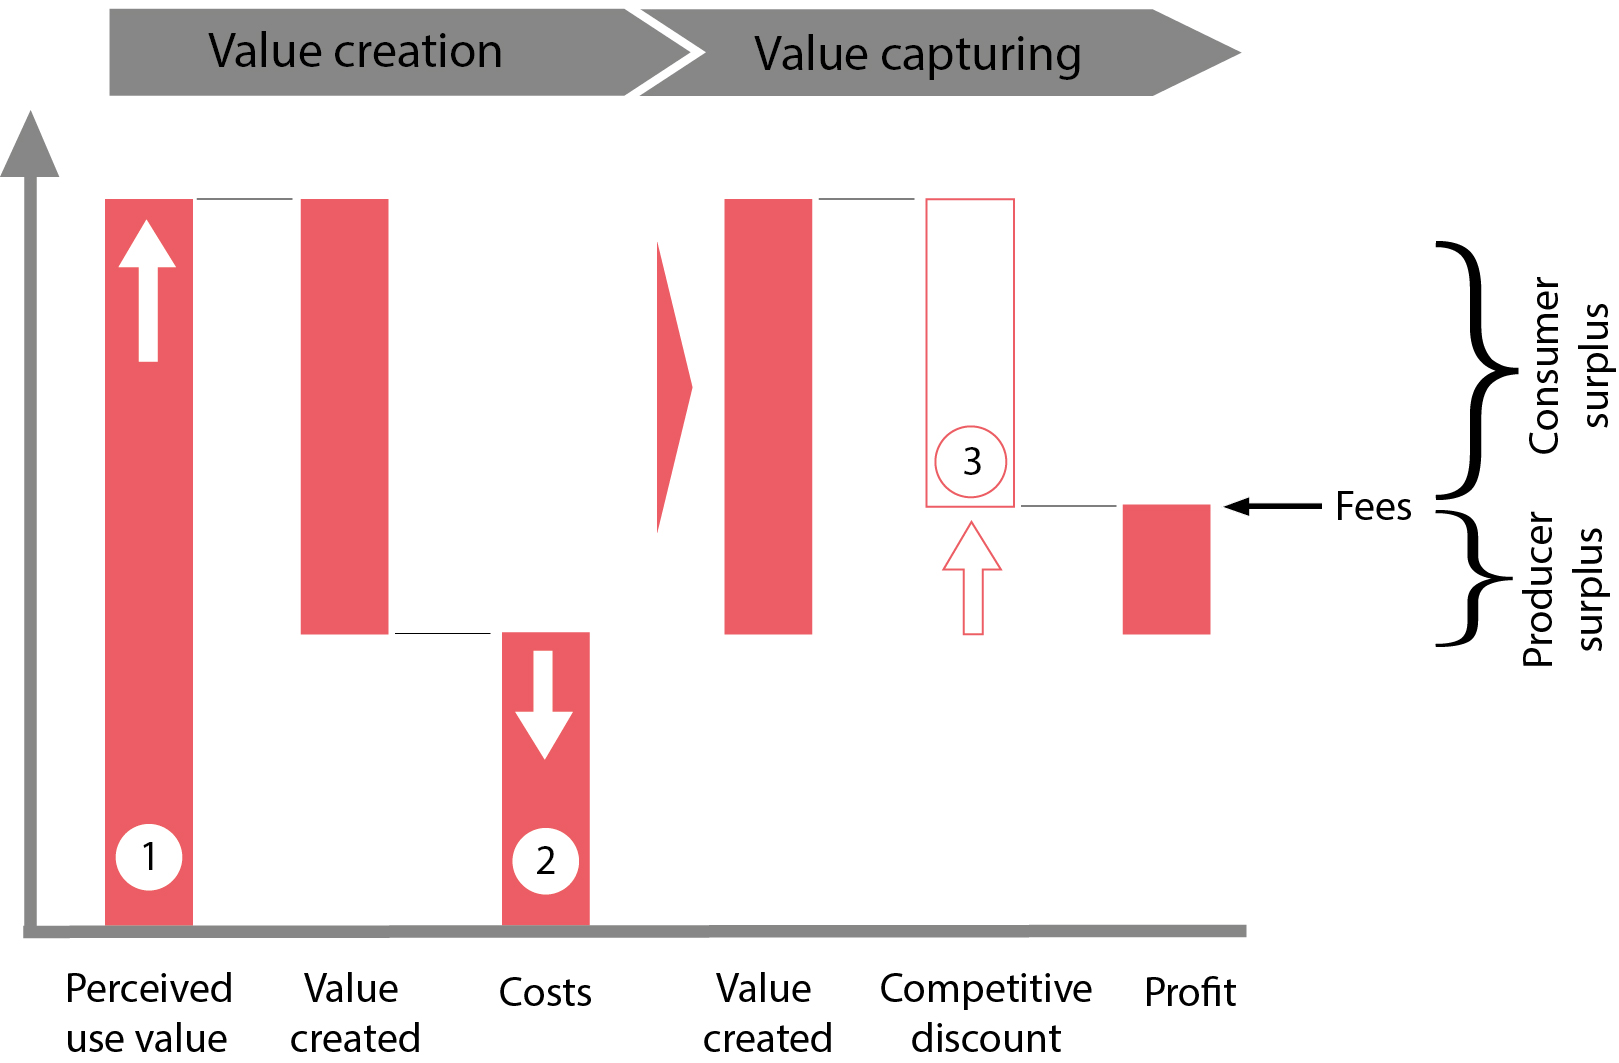 Value creation
Value capturing
Consumer
surplus
3
Fees
Producer
surplus
1
2
Perceived
use value
Value
created
Costs
Value
created
Competitive
discount
Profit